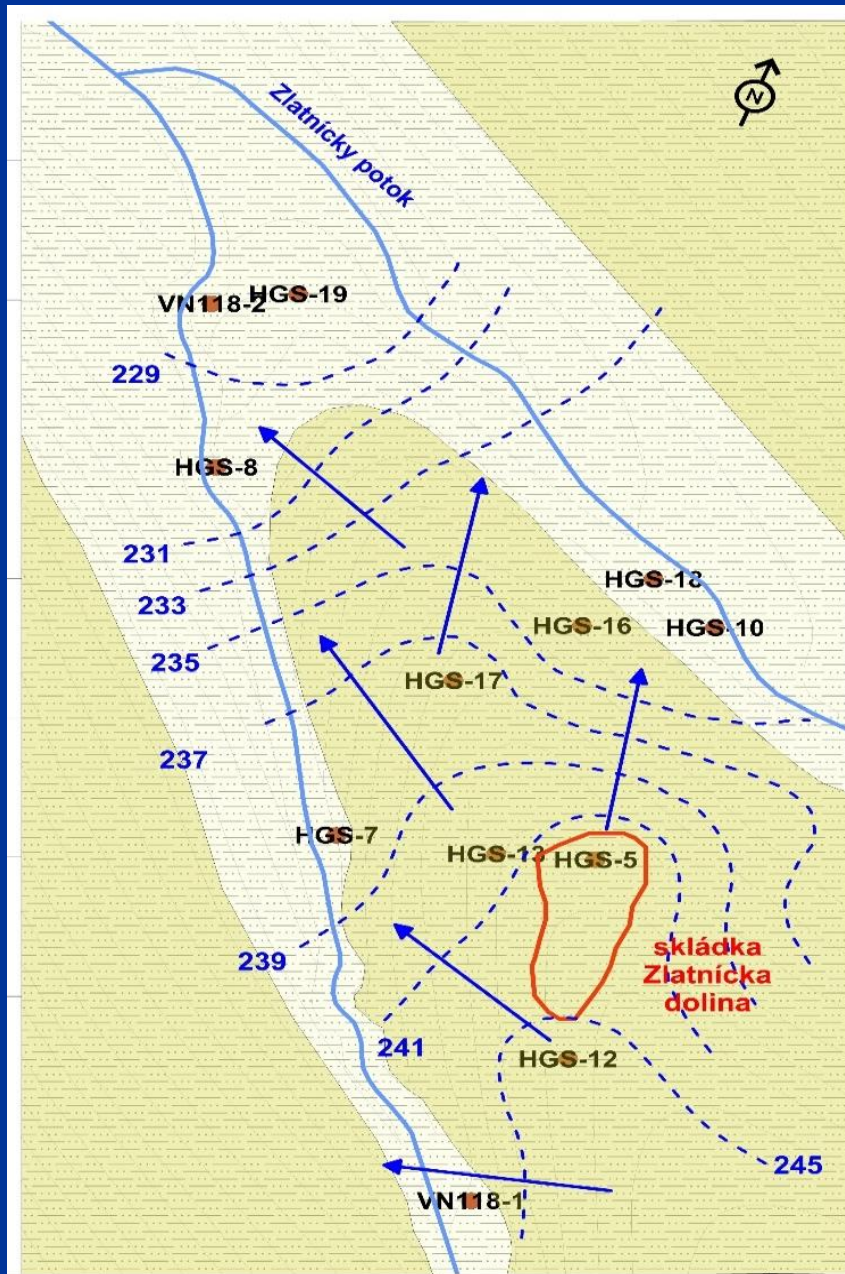 N
Zlatnícky potok
VN118-2
HGS-19
229
HGS-8
231
233
235
237
HGS-18
HGS-16
HGS-10
HGS-17
HGS-7
HGS-13
HGS-5
239
skládka
Zlatnícka
dolina
241
HGS-12
245
VN118-1